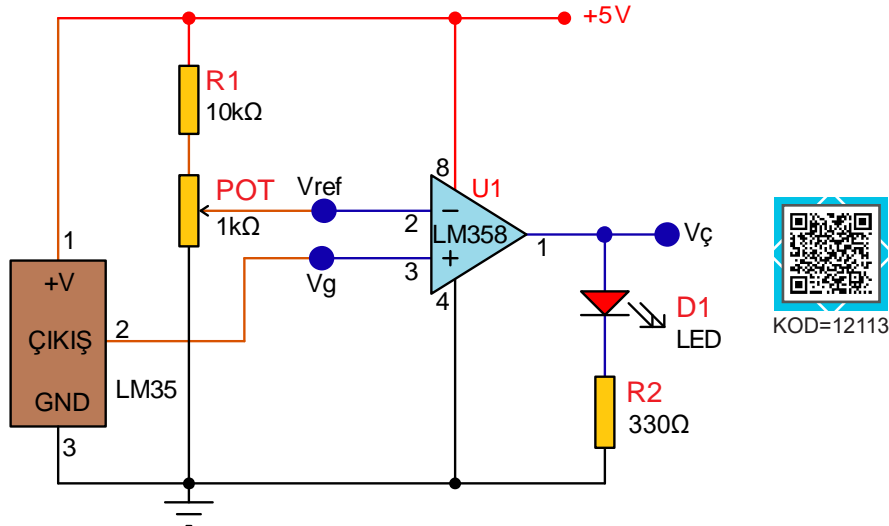 +5V
R1
10kΩ
POT
1kΩ
Vref
Vg
8
U1
2
−
LM358
1
3
+
4
Vç
1
+V
ÇIKIŞ
2
GND
LM35
3
D1
LED
R2
330Ω
KOD=12113